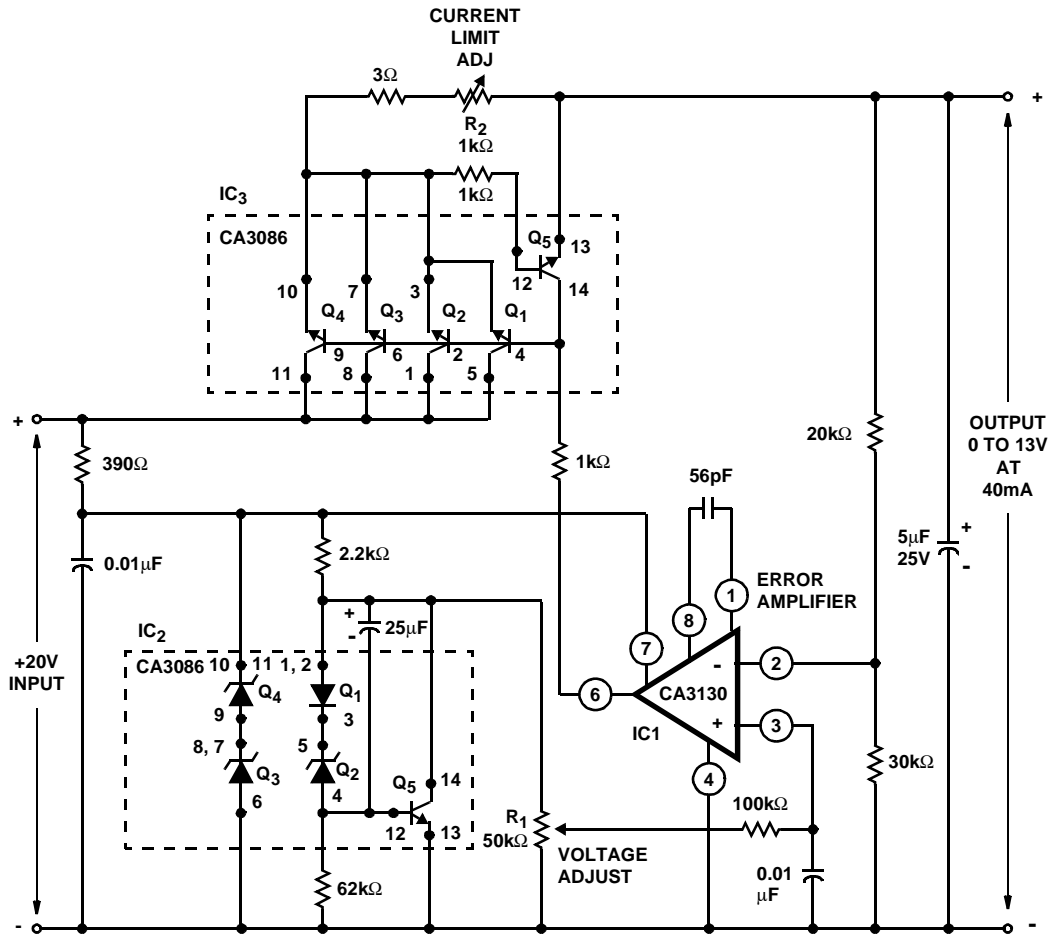 CURRENT
LIMIT
ADJ
3Ω
R2
1kΩ
+
1kΩ
IC3
CA3086
Q5
13
12
14
10
7
3
Q4
Q3
Q2
Q1
9
6
2
4
11
8
1
5
+
390Ω
1kΩ
20kΩ
OUTPUT
0 TO 13V
AT
40mA
56pF
0.01μF
2.2kΩ
5μF
25V
+
-
ERROR
AMPLIFIER
1
8
7
+
-
25μF
IC2
CA3086
+20V
INPUT
10
11
1, 2
Q4
Q1
9
3
8, 7
5
Q3
Q2
6
4
Q5
14
12
13
6
CA3130
-
+
2
3
IC1
4
30kΩ
R1
50kΩ
100kΩ
VOLTAGE
ADJUST
62kΩ
0.01
μF
-
-